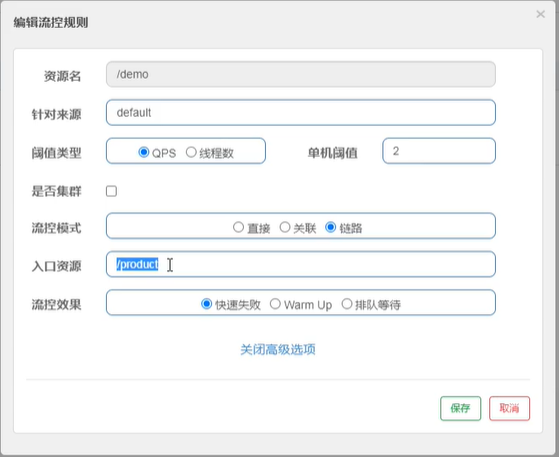 编辑流控规则 ×
资源名 /demo
针对来源 default
阈值类型 QPS 线程数 单机阈值 2
是否集群
流控模式 直接 关联 链路
入口资源 /product
流控效果 快速失败 Warm Up 排队等待
关闭高级选项
保存 取消